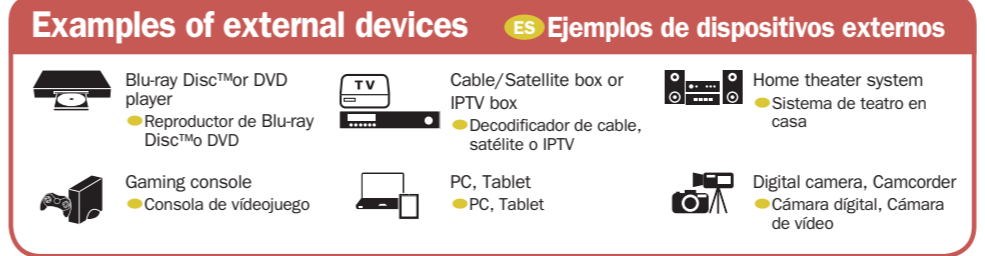 Examples of external devices
ES Ejemplos de dispositivos externos
Blu-ray Disc™or DVD
player
Reproductor de Blu-ray
Disc™o DVD
TV
Cable/Satellite box or
IPTV box
Decodificador de cable,
satélite o IPTV
Home theater system
Sistema de teatro en
casa
Gaming console
Consola de vídeojuego
PC, Tablet
PC, Tablet
Digital camera, Camcorder
Cámara dígital, Cámara
de vídeo